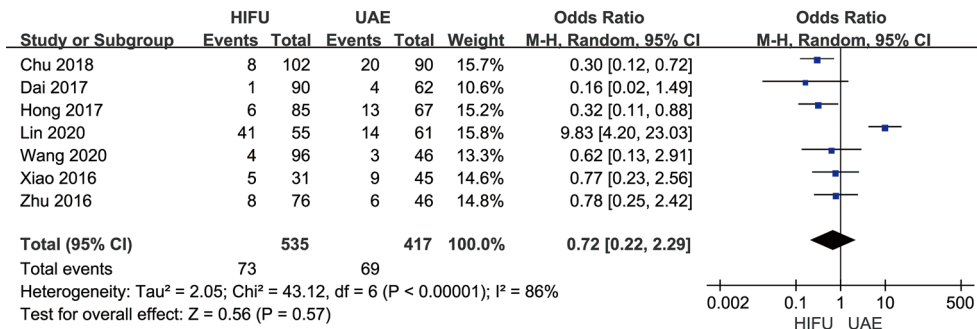 HIFU UAE Odds Ratio Odds Ratio
Study or Subgroup Events Total Events Total Weight M-H, Random, 95% CI M-H, Random, 95% CI
Chu 2018 8 102 20 90 15.7% 0.30 [0.12, 0.72]
Dai 2017 1 90 4 62 10.6% 0.16 [0.02, 1.49]
Hong 2017 6 85 13 67 15.2% 0.32 [0.11, 0.88]
Lin 2020 41 55 14 61 15.8% 9.83 [4.20, 23.03]
Wang 2020 4 96 3 46 13.3% 0.62 [0.13, 2.91]
Xiao 2016 5 31 9 45 14.6% 0.77 [0.23, 2.56]
Zhu 2016 8 76 6 46 14.8% 0.78 [0.25, 2.42]
Total (95% CI) 535 417 100.0% 0.72 [0.22, 2.29]
Total events 73 69
Heterogeneity: Tau² = 2.05; Chi² = 43.12, df = 6 (P < 0.00001); I² = 86%
Test for overall effect: Z = 0.56 (P = 0.57)
0.002 0.1 1 10 500
HIFU UAE